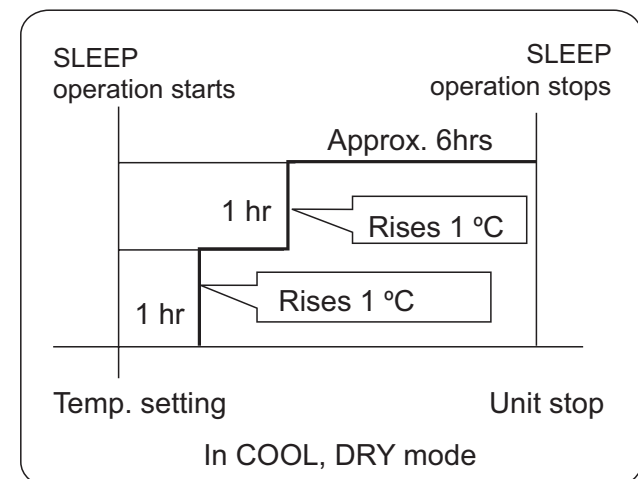 SLEEP
operation starts
SLEEP
operation stops
Approx. 6hrs
1 hr
Rises 1 ºC
1 hr
Rises 1 ºC
Temp. setting
Unit stop
In COOL, DRY mode